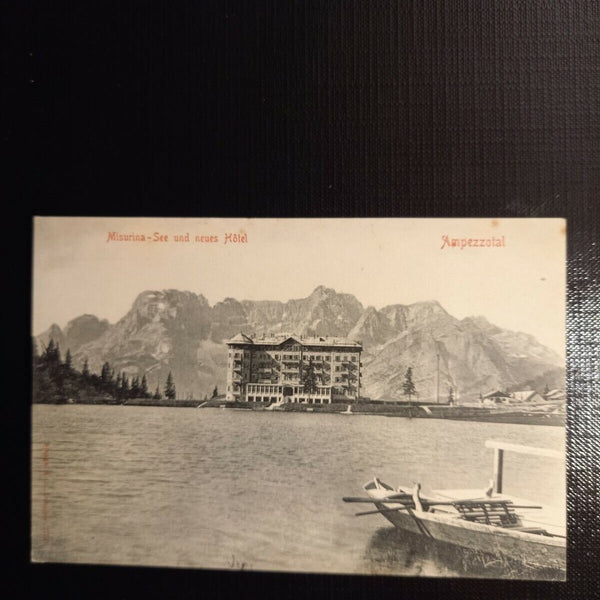 Misurina-See und neues Hôtel
Ampezzotal